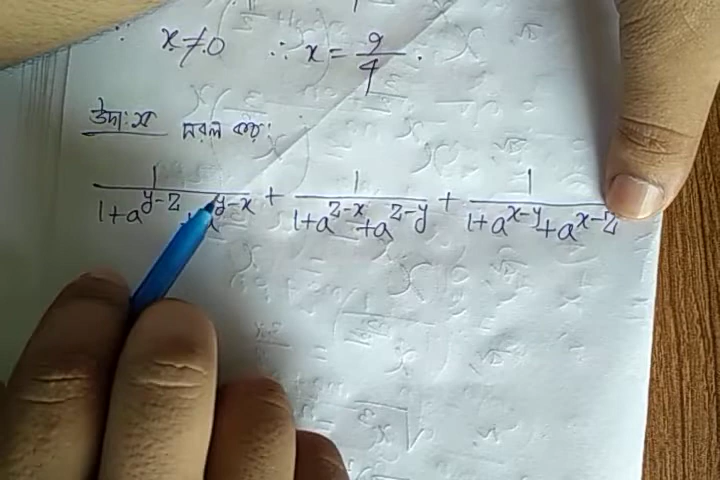 ∵ x≠0 ∴ x = 9/4.
উদা: সরল কর:
1/(1+a^(y-z)+a^(y-x)) + 1/(1+a^(z-x)+a^(z-y)) + 1/(1+a^(x-y)+a^(x-z))